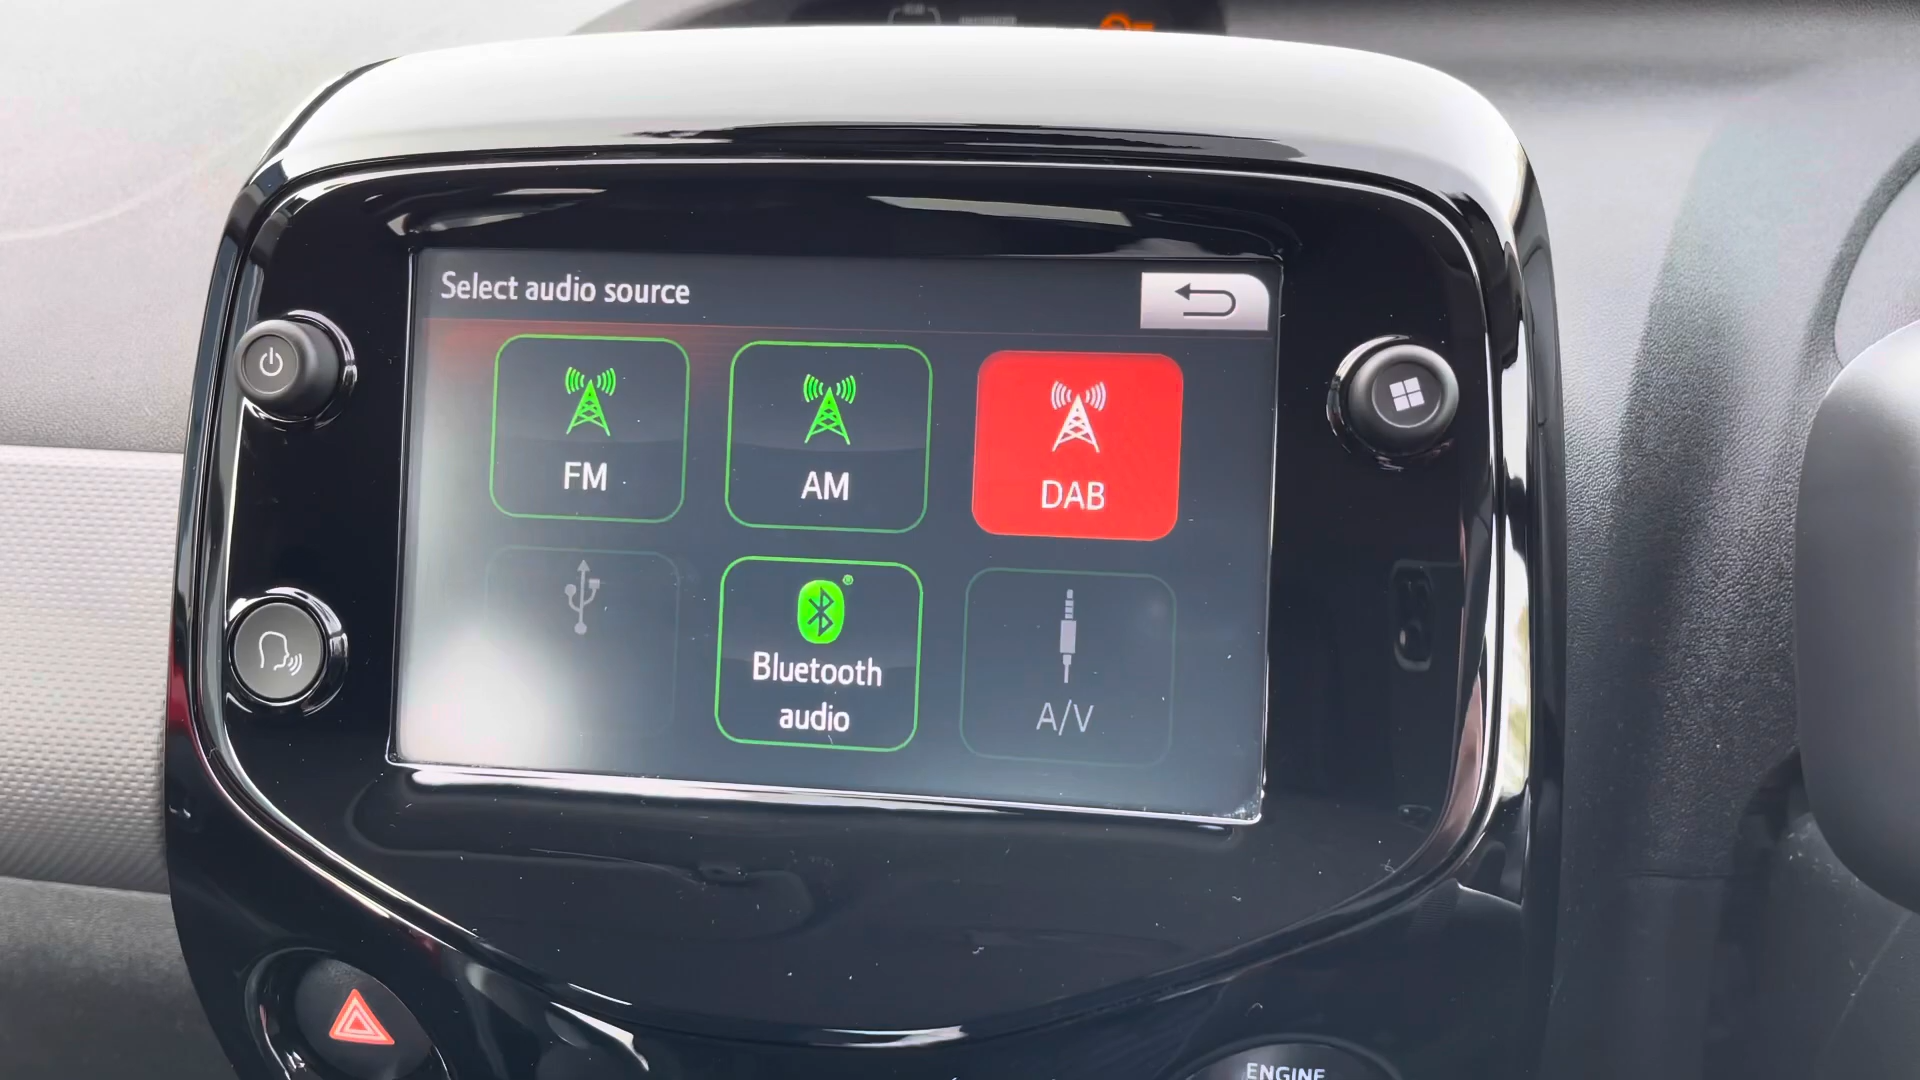 Select audio source
FM
AM
DAB
Bluetooth
audio
A/V
ENGINE